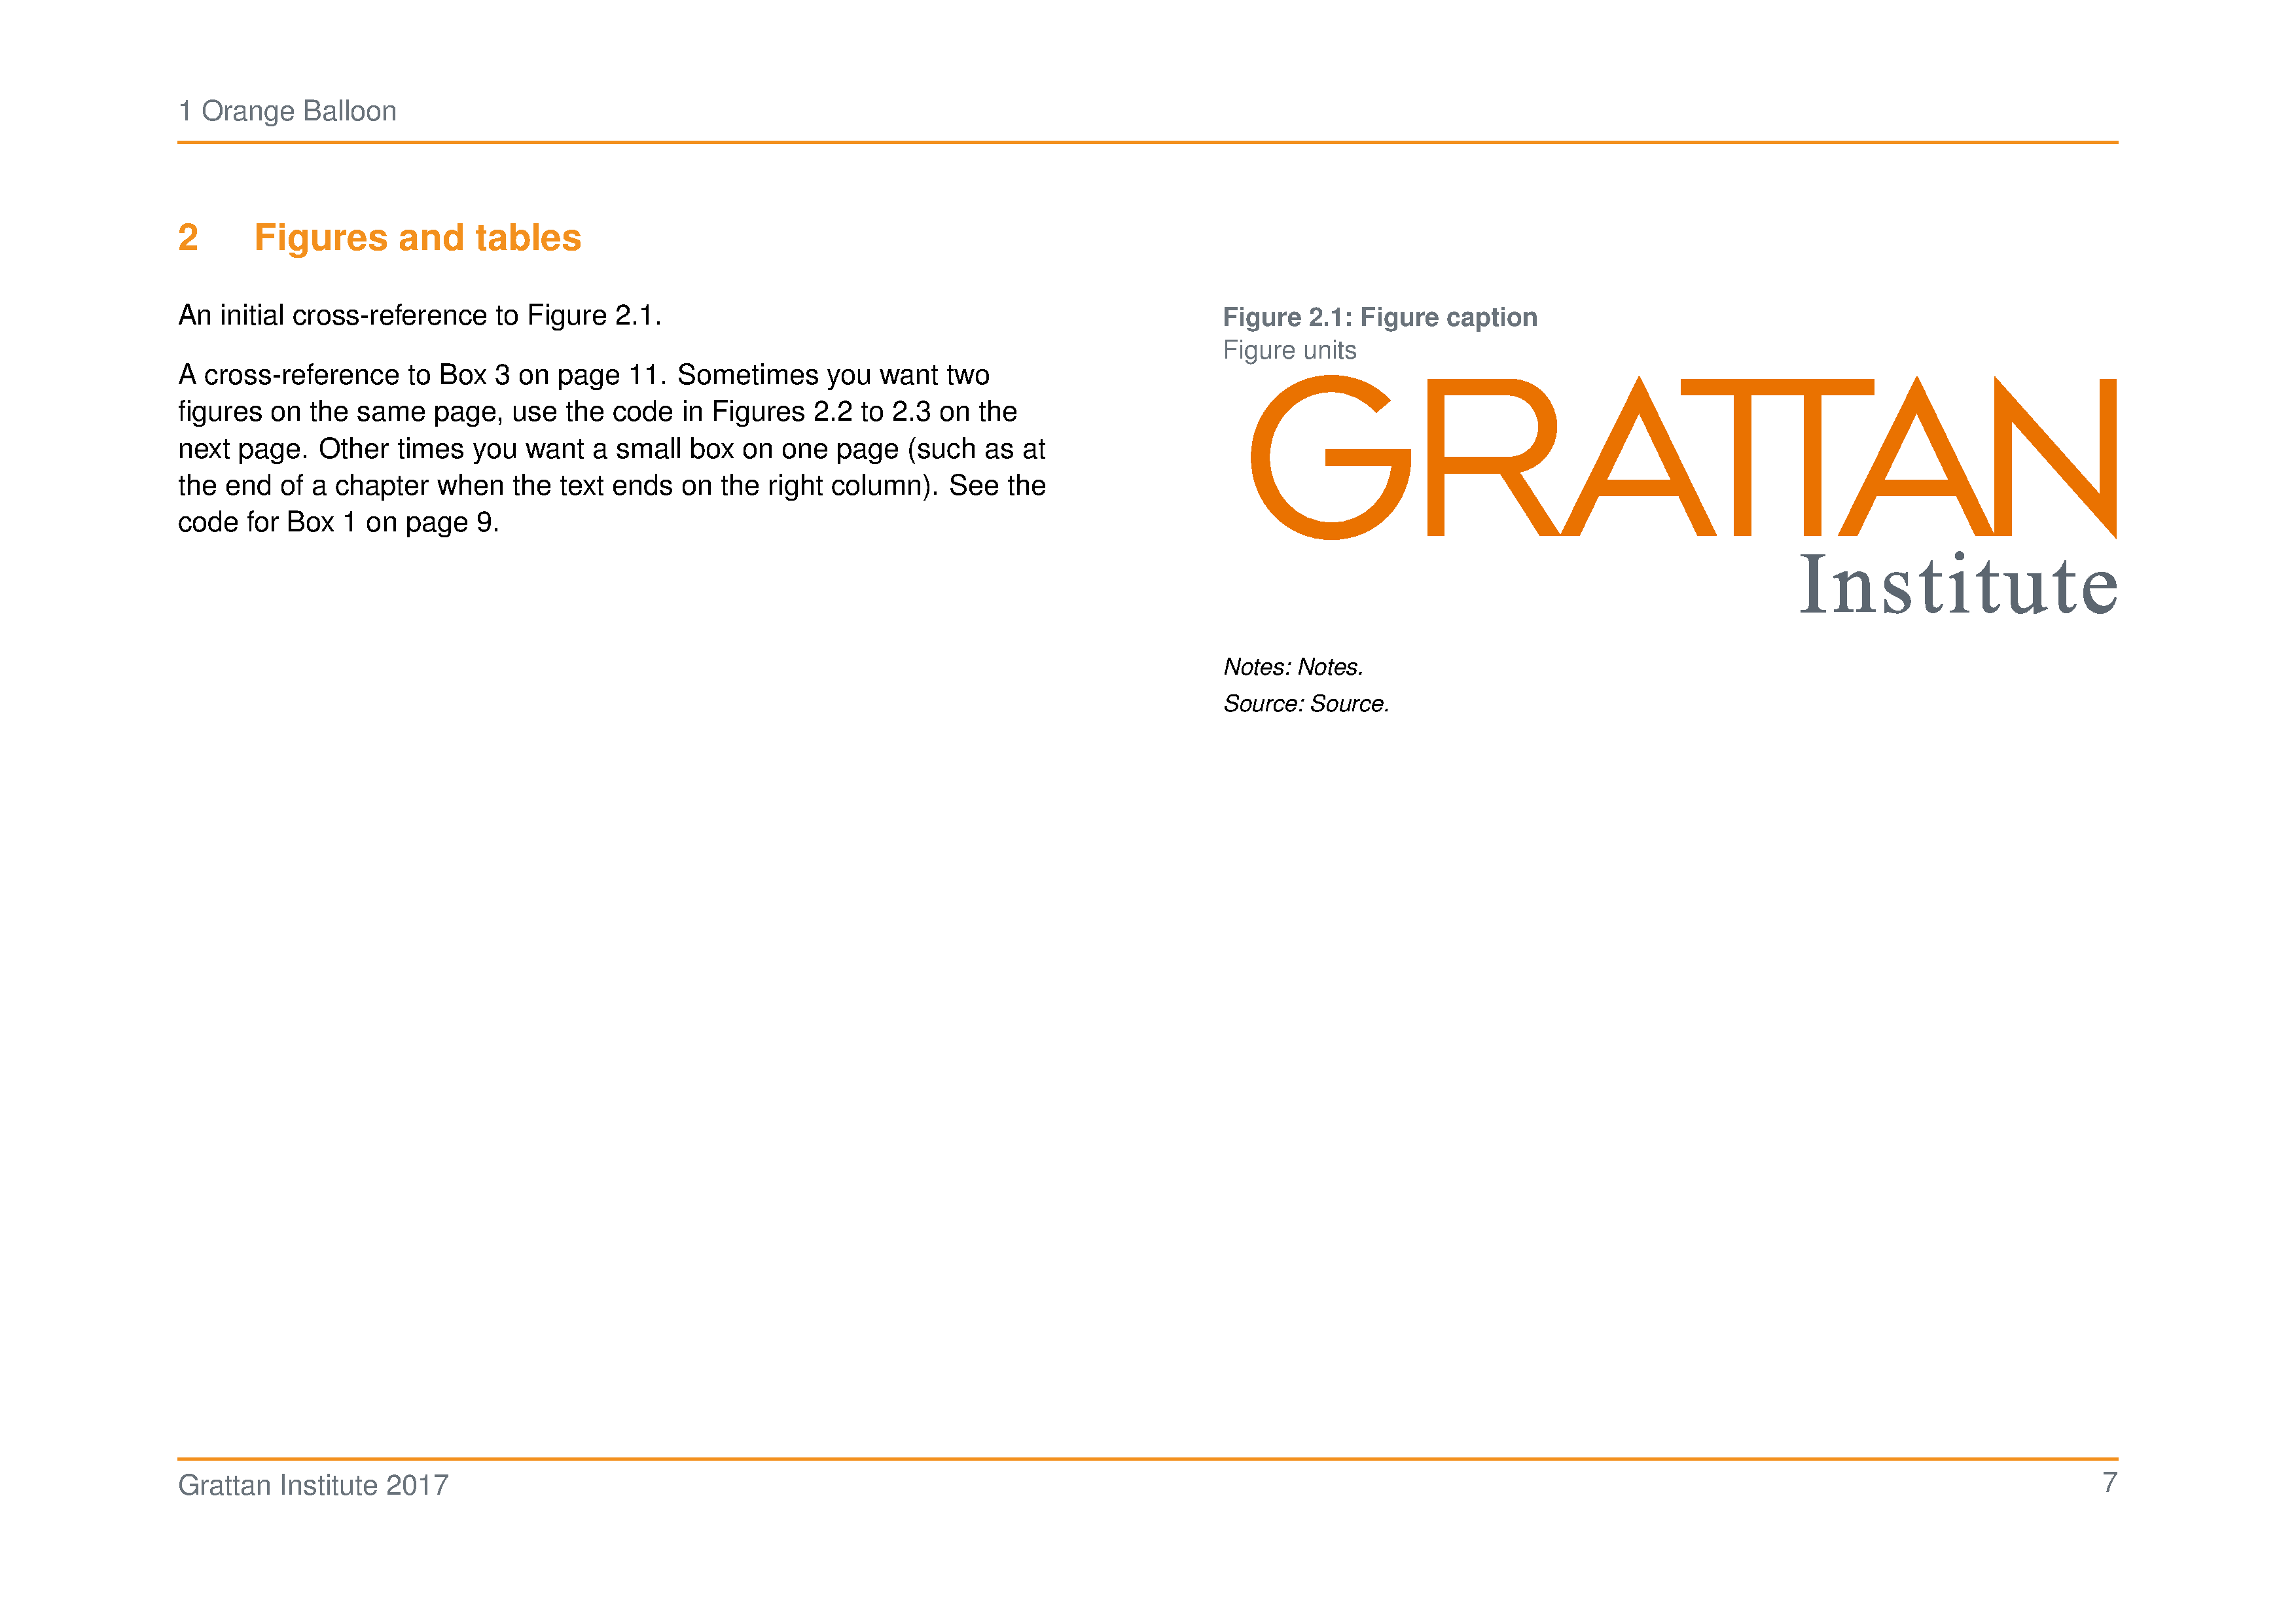 1 Orange Balloon
2 Figures and tables
An initial cross-reference to Figure 2.1.
A cross-reference to Box 3 on page 11. Sometimes you want two
figures on the same page, use the code in Figures 2.2 to 2.3 on the
next page. Other times you want a small box on one page (such as at
the end of a chapter when the text ends on the right column). See the
code for Box 1 on page 9.
Figure 2.1: Figure caption
Figure units
GRATTAN
Institute
Notes: Notes.
Source: Source.
Grattan Institute 2017
7